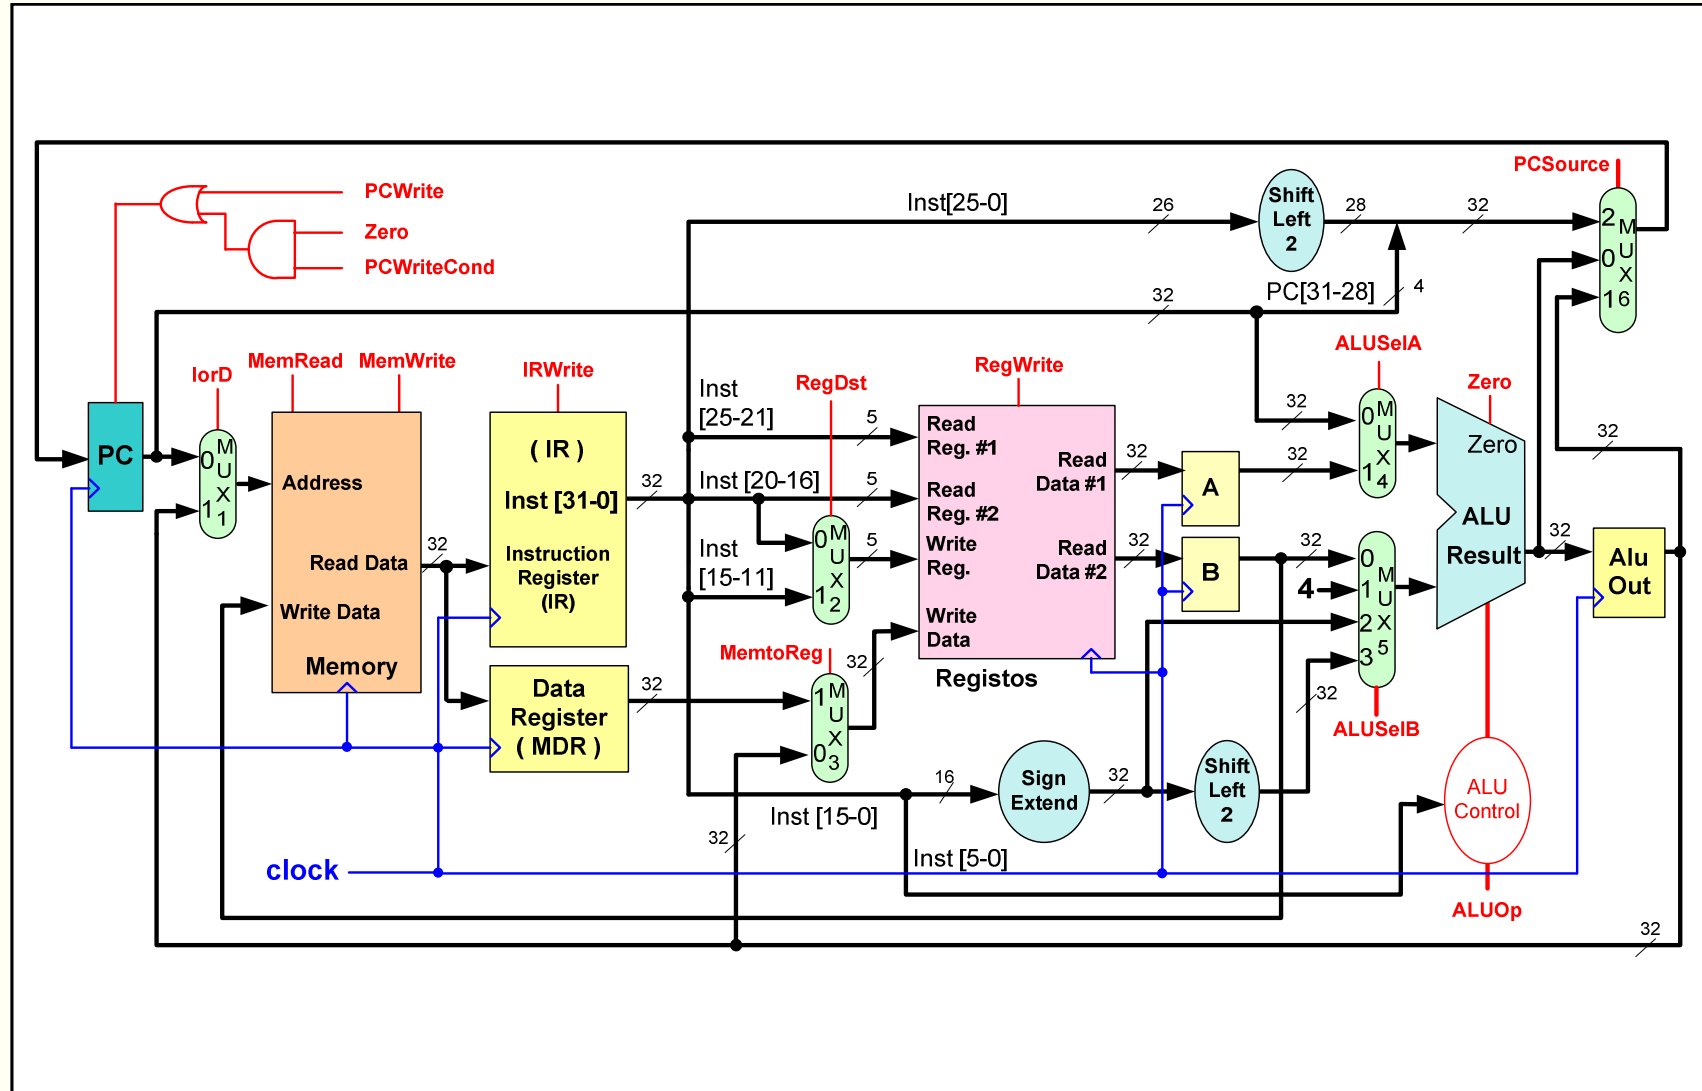 PCSource
PCWrite
Zero
PCWriteCond
Inst[25-0]
26
Shift
Left
2
28
32
2
0
1
M
U
X
6
32
PC[31-28]
4
IorD
MemRead
MemWrite
IRWrite
RegDst
RegWrite
ALUSelA
Zero
PC
0
1
M
U
X
1
Address
Read Data
Write Data
Memory
32
( IR )
Inst [31-0]
Instruction
Register
(IR)
32
Data
Register
( MDR )
32
Inst
[25-21]
5
Inst [20-16]
5
Inst
[15-11]
0
1
M
U
X
2
5
MemtoReg
1
0
M
U
X
3
32
Read
Reg. #1
Read
Reg. #2
Write
Reg.
Write
Data
Read
Data #1
Read
Data #2
Registos
32
32
A
B
32
32
32
0
1
M
U
X
4
4
0
1
2
3
M
U
X
5
ALUSelB
32
Zero
ALU
Result
32
Alu
Out
32
Inst [15-0]
16
Sign
Extend
32
Shift
Left
2
ALU
Control
ALUOp
32
Inst [5-0]
clock
32